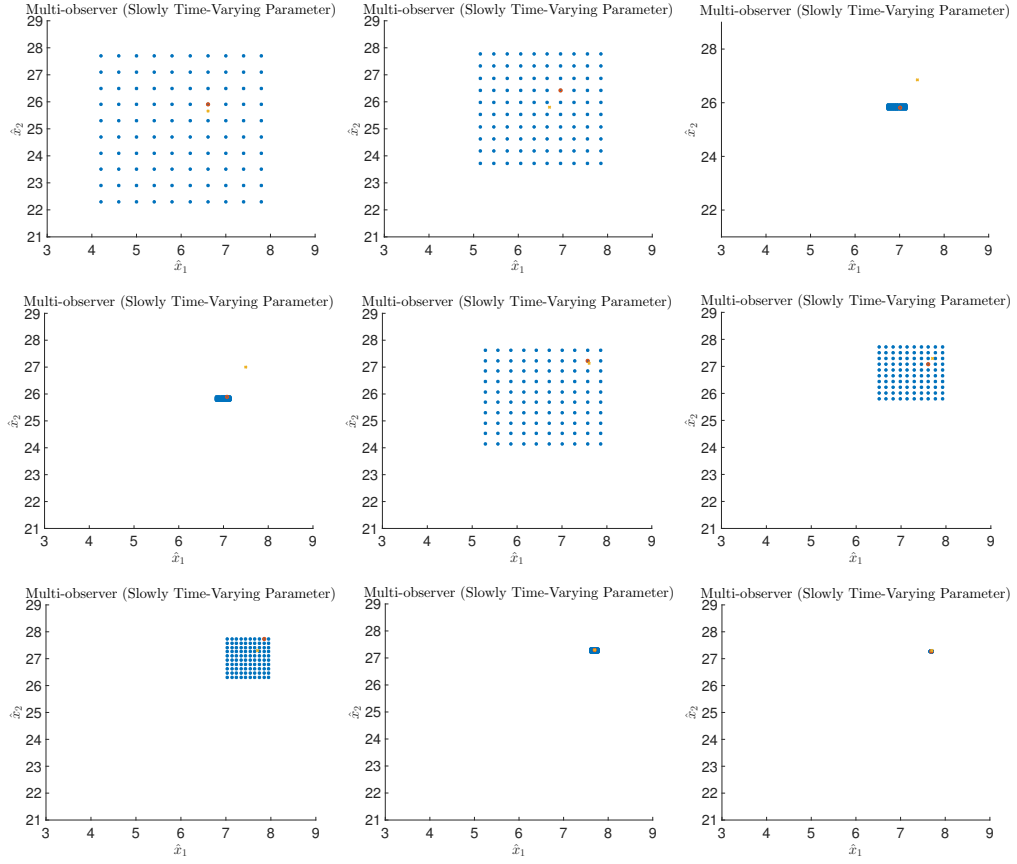 Multi-observer (Slowly Time-Varying Parameter)
29
28
27
26
25
24
23
22
21
x̂₂
3 4 5 6 7 8 9
x̂₁
Multi-observer (Slowly Time-Varying Parameter)
29
28
27
26
25
24
23
22
21
x̂₂
3 4 5 6 7 8 9
x̂₁
Multi-observer (Slowly Time-Varying Parameter)
28
26
24
22
x̂₂
3 4 5 6 7 8 9
x̂₁
Multi-observer (Slowly Time-Varying Parameter)
29
28
27
26
25
24
23
22
21
x̂₂
3 4 5 6 7 8 9
x̂₁
Multi-observer (Slowly Time-Varying Parameter)
29
28
27
26
25
24
23
22
21
x̂₂
3 4 5 6 7 8 9
x̂₁
Multi-observer (Slowly Time-Varying Parameter)
29
28
27
26
25
24
23
22
21
x̂₂
3 4 5 6 7 8 9
x̂₁
Multi-observer (Slowly Time-Varying Parameter)
29
28
27
26
25
24
23
22
21
x̂₂
3 4 5 6 7 8 9
x̂₁
Multi-observer (Slowly Time-Varying Parameter)
29
28
27
26
25
24
23
22
21
x̂₂
3 4 5 6 7 8 9
x̂₁
Multi-observer (Slowly Time-Varying Parameter)
29
28
27
26
25
24
23
22
21
x̂₂
3 4 5 6 7 8 9
x̂₁